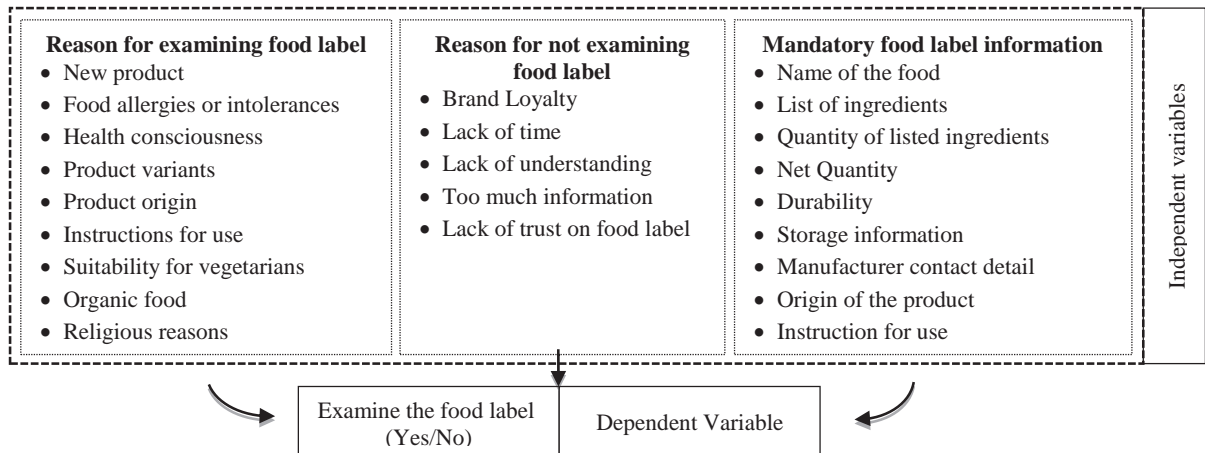 Reason for examining food label
• New product
• Food allergies or intolerances
• Health consciousness
• Product variants
• Product origin
• Instructions for use
• Suitability for vegetarians
• Organic food
• Religious reasons
Reason for not examining
food label
• Brand Loyalty
• Lack of time
• Lack of understanding
• Too much information
• Lack of trust on food label
Mandatory food label information
• Name of the food
• List of ingredients
• Quantity of listed ingredients
• Net Quantity
• Durability
• Storage information
• Manufacturer contact detail
• Origin of the product
• Instruction for use
Independent variables
Examine the food label
(Yes/No)
Dependent Variable